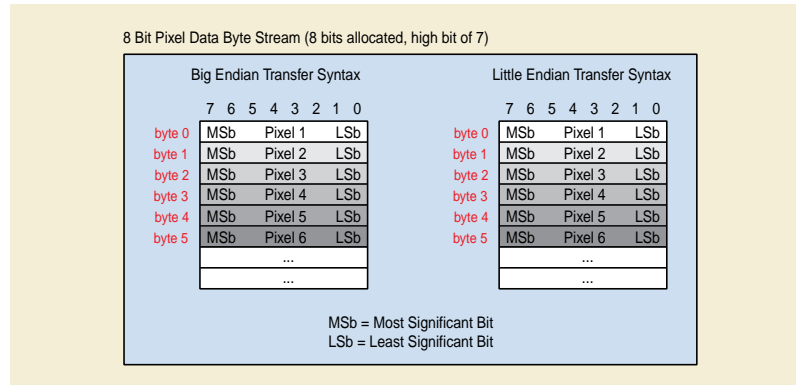 8 Bit Pixel Data Byte Stream (8 bits allocated, high bit of 7)
Big Endian Transfer Syntax
7 6 5 4 3 2 1 0
byte 0 MSb Pixel 1 LSb
byte 1 MSb Pixel 2 LSb
byte 2 MSb Pixel 3 LSb
byte 3 MSb Pixel 4 LSb
byte 4 MSb Pixel 5 LSb
byte 5 MSb Pixel 6 LSb
...
...
Little Endian Transfer Syntax
7 6 5 4 3 2 1 0
byte 0 MSb Pixel 1 LSb
byte 1 MSb Pixel 2 LSb
byte 2 MSb Pixel 3 LSb
byte 3 MSb Pixel 4 LSb
byte 4 MSb Pixel 5 LSb
byte 5 MSb Pixel 6 LSb
...
...
MSb = Most Significant Bit
LSb = Least Significant Bit